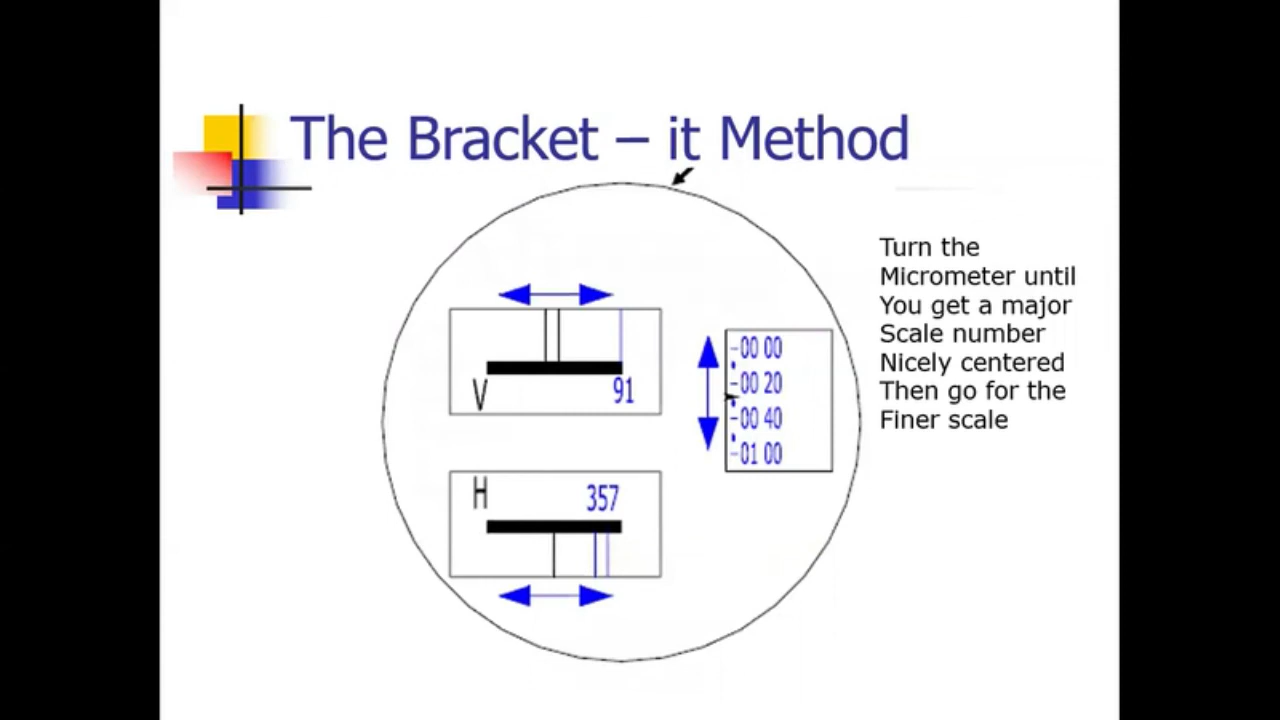 The Bracket – it Method
Turn the
Micrometer until
You get a major
Scale number
Nicely centered
Then go for the
Finer scale
V
91
-00 00
-00 20
-00 40
-01 00
H
357